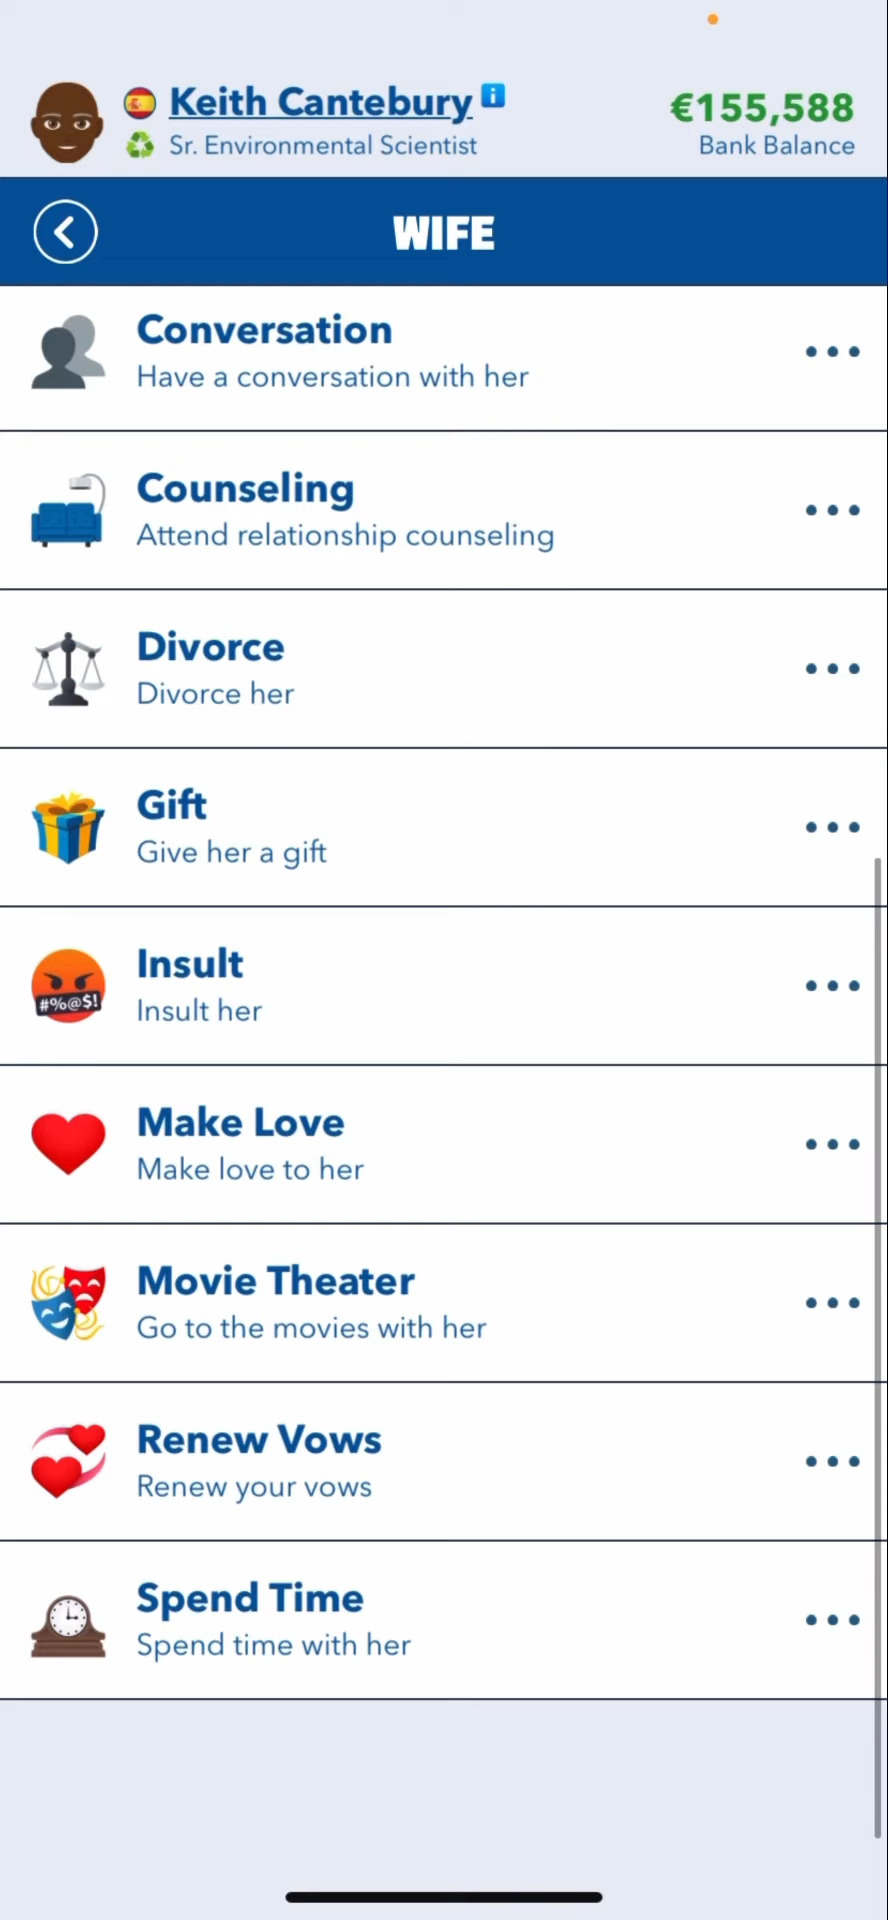 Keith Cantebury
€155,588
Sr. Environmental Scientist
Bank Balance
WIFE
Conversation
Have a conversation with her
Counseling
Attend relationship counseling
Divorce
Divorce her
Gift
Give her a gift
Insult
#%@$!
Insult her
Make Love
Make love to her
Movie Theater
Go to the movies with her
Renew Vows
Renew your vows
Spend Time
Spend time with her